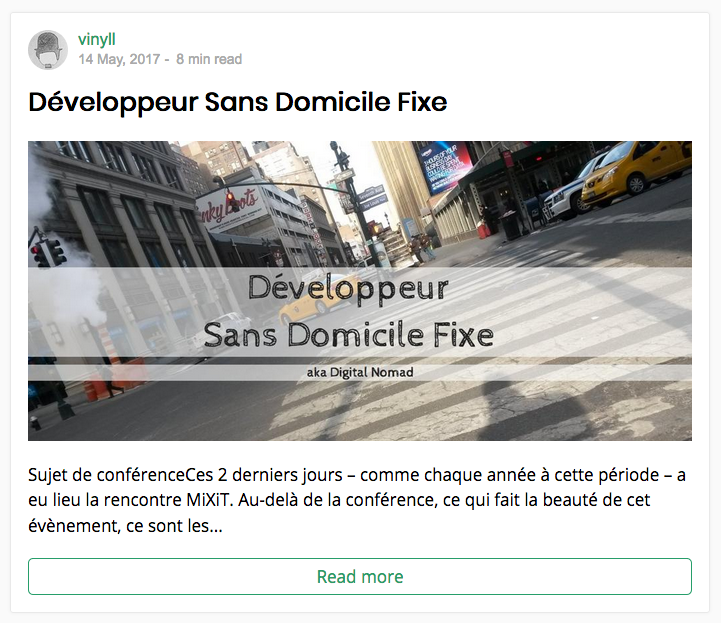 vinyll
14 May, 2017 - 8 min read
Développeur Sans Domicile Fixe
Développeur
Sans Domicile Fixe
aka Digital Nomad
Sujet de conférenceCes 2 derniers jours – comme chaque année à cette période – a
eu lieu la rencontre MiXiT. Au-delà de la conférence, ce qui fait la beauté de cet
évènement, ce sont les...
Read more